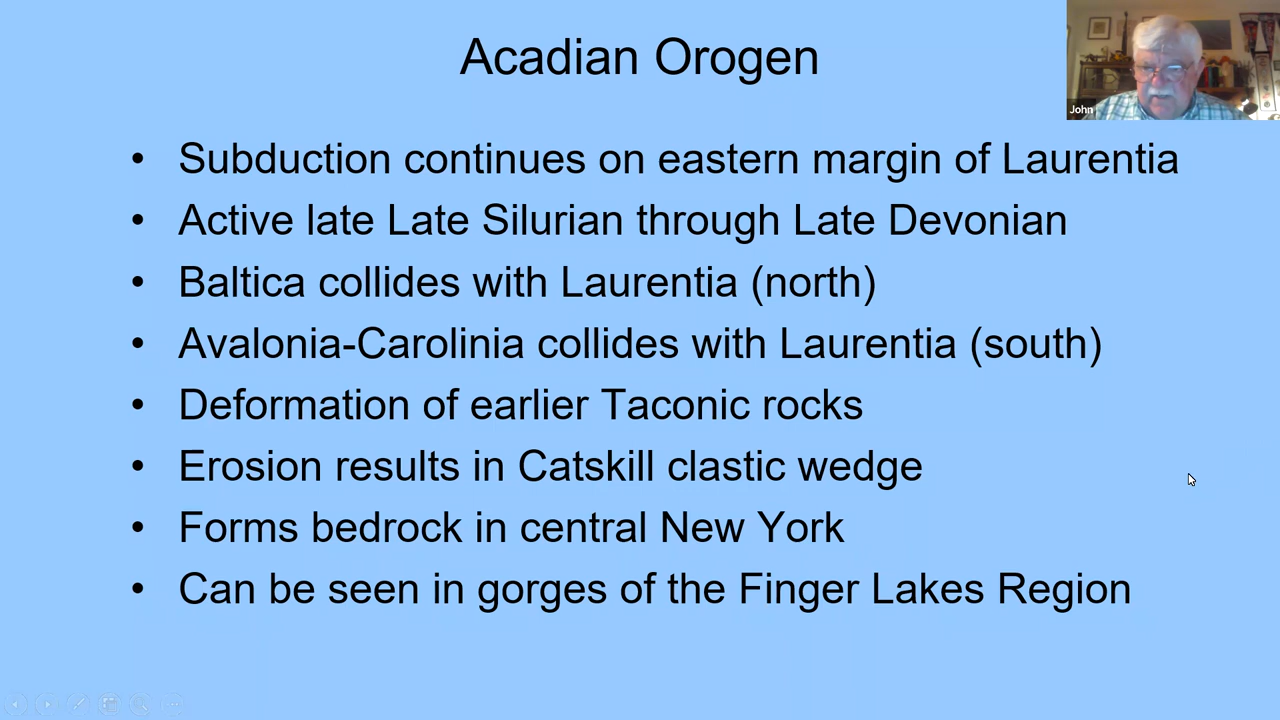 Acadian Orogen
John
• Subduction continues on eastern margin of Laurentia
• Active late Late Silurian through Late Devonian
• Baltica collides with Laurentia (north)
• Avalonia-Carolinia collides with Laurentia (south)
• Deformation of earlier Taconic rocks
• Erosion results in Catskill clastic wedge
• Forms bedrock in central New York
• Can be seen in gorges of the Finger Lakes Region